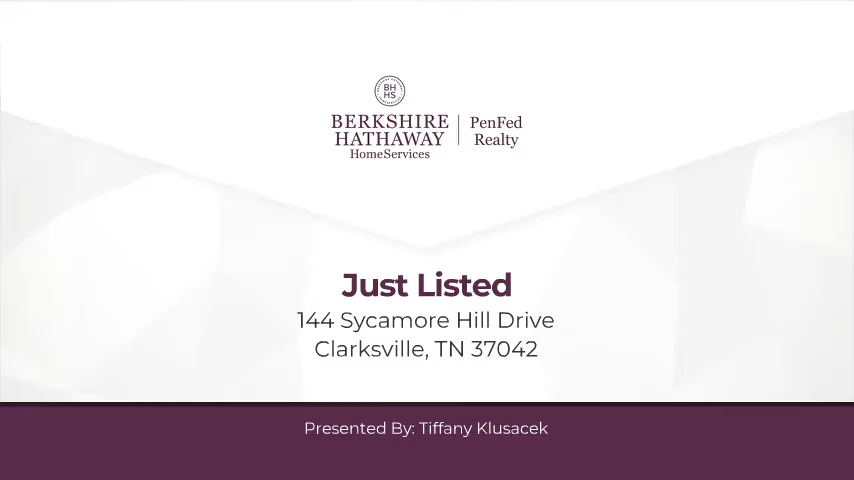 BH
HS
BERKSHIRE
HATHAWAY
HomeServices
PenFed
Realty
Just Listed
144 Sycamore Hill Drive
Clarksville, TN 37042
Presented By: Tiffany Klusacek